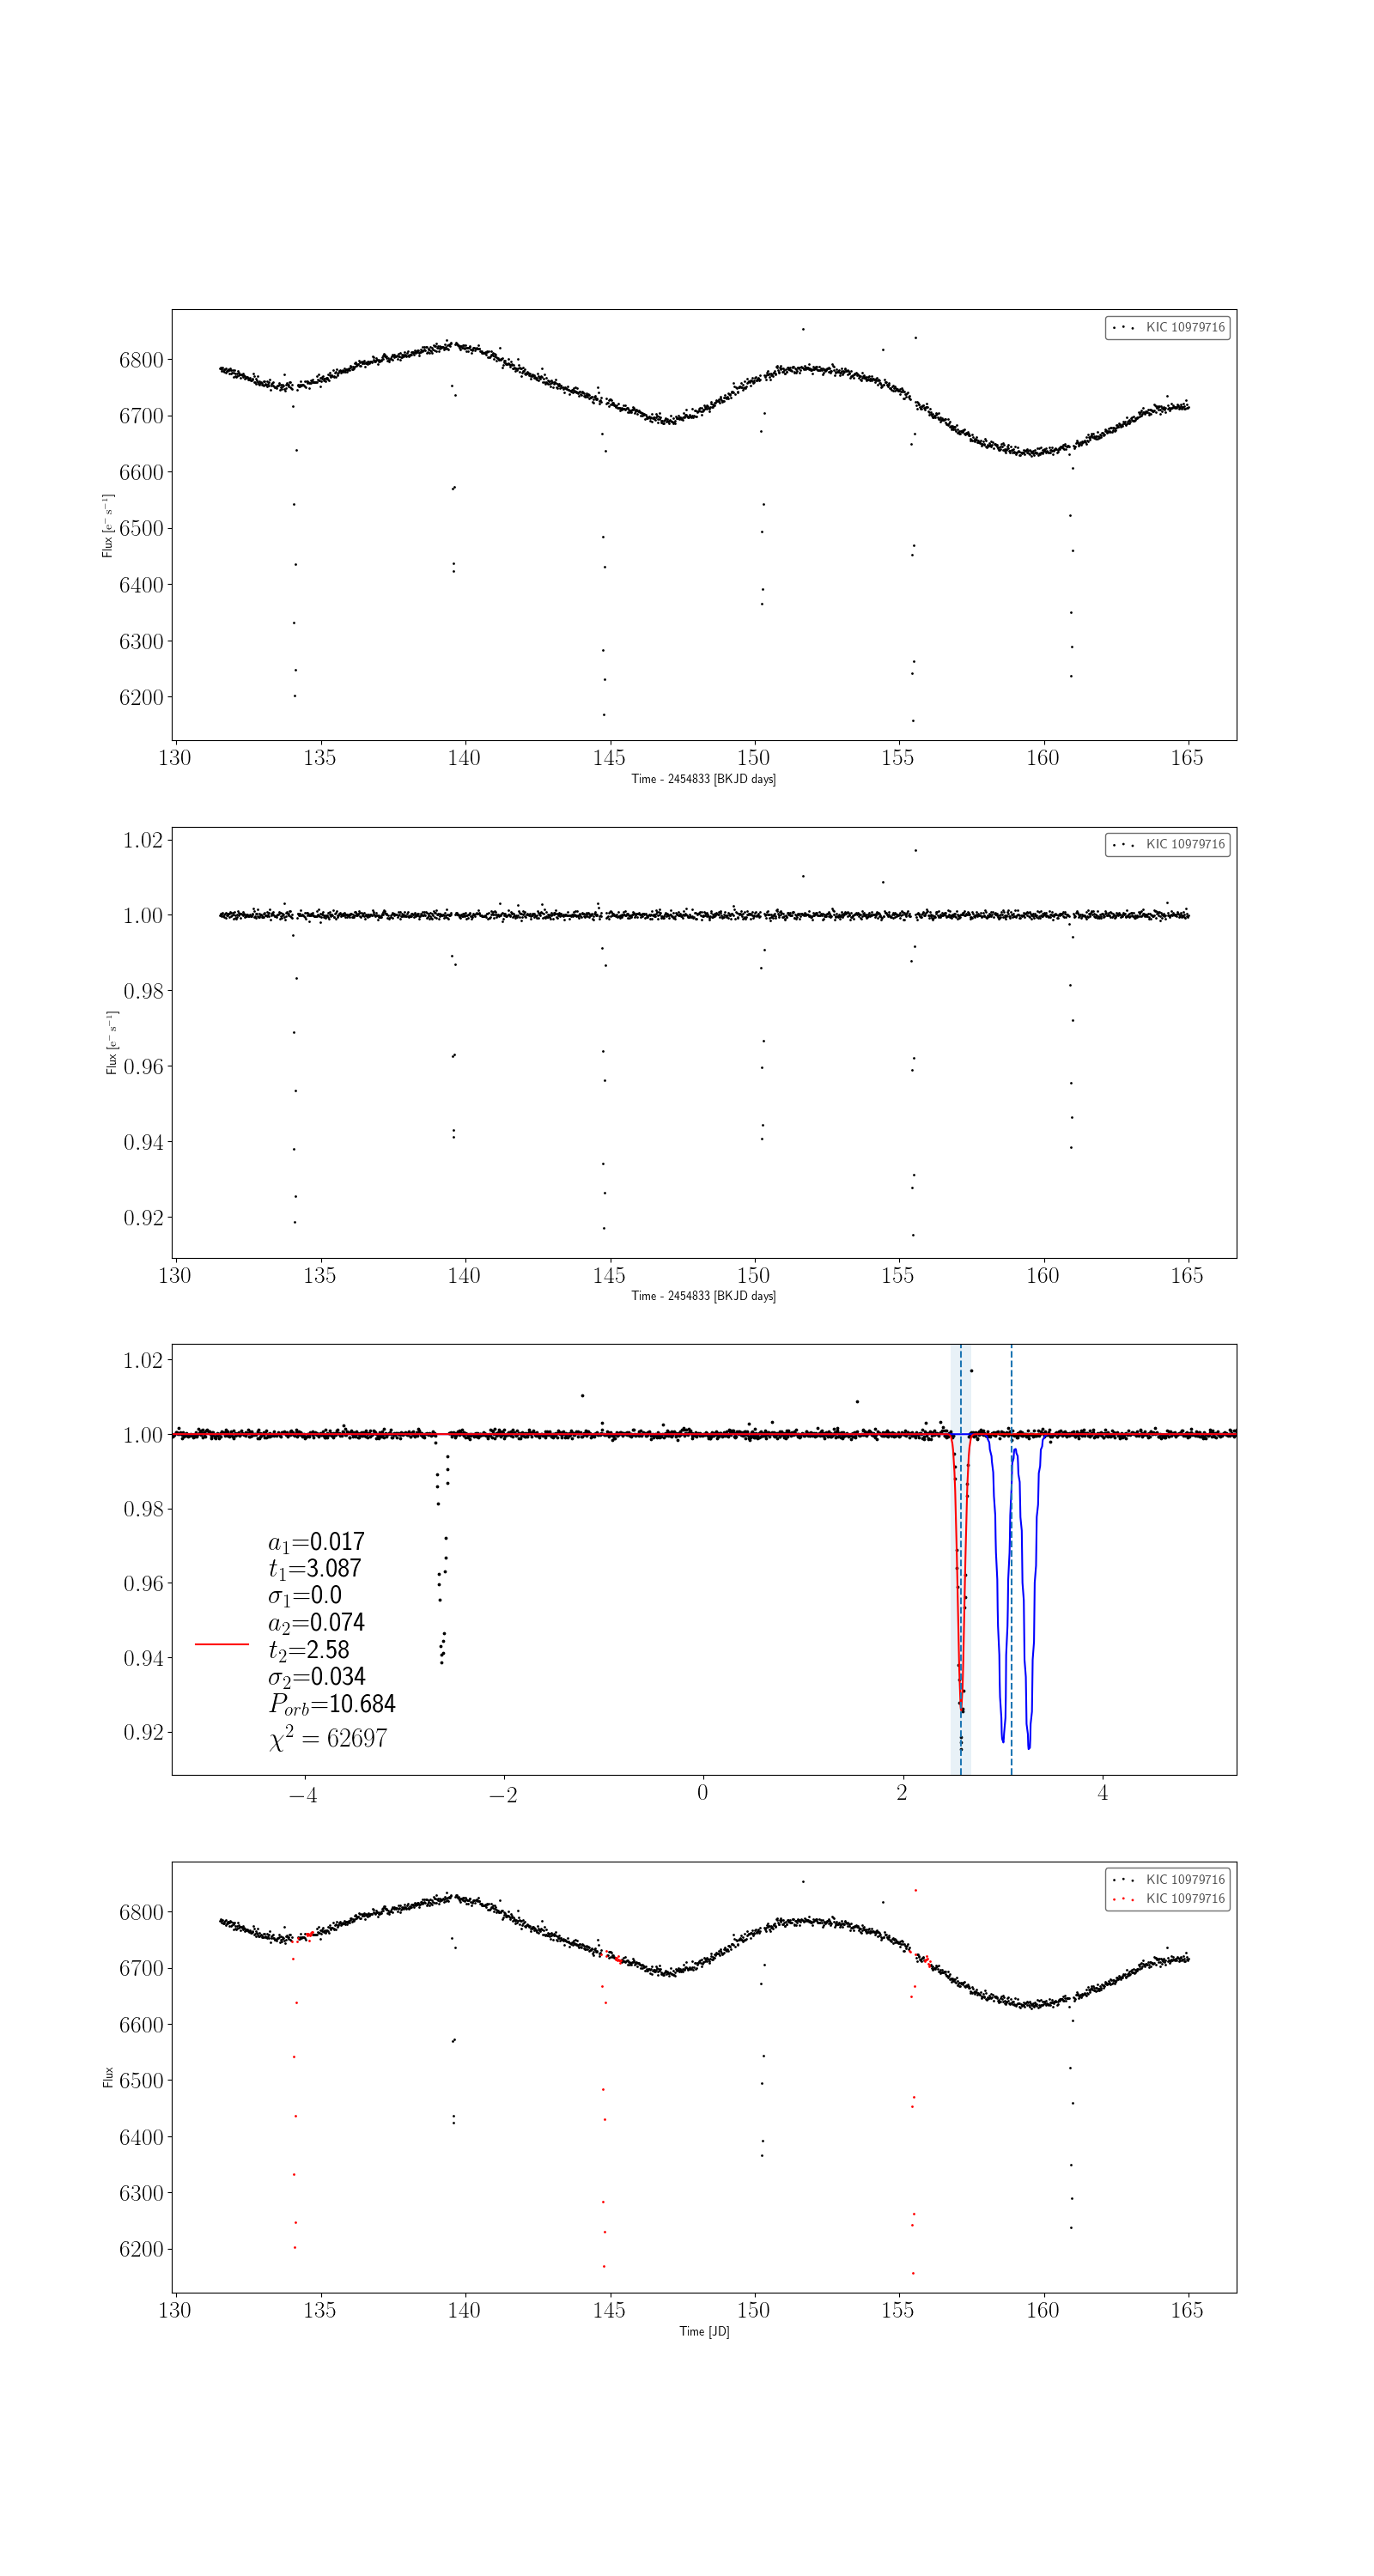 KIC 10979716
6800
6700
6600
6500
6400
6300
6200
Flux [e⁻ s⁻¹]
130 135 140 145 150 155 160 165
Time - 2454833 [BKJD days]
KIC 10979716
1.02
1.00
0.98
0.96
0.94
0.92
Flux [e⁻ s⁻¹]
130 135 140 145 150 155 160 165
Time - 2454833 [BKJD days]
1.02
1.00
0.98
0.96
0.94
0.92
a₁=0.017
t₁=3.087
σ₁=0.0
a₂=0.074
t₂=2.58
σ₂=0.034
P_orb=10.684
χ² = 62697
−4 −2 0 2 4
KIC 10979716
KIC 10979716
6800
6700
6600
6500
6400
6300
6200
Flux
130 135 140 145 150 155 160 165
Time [JD]